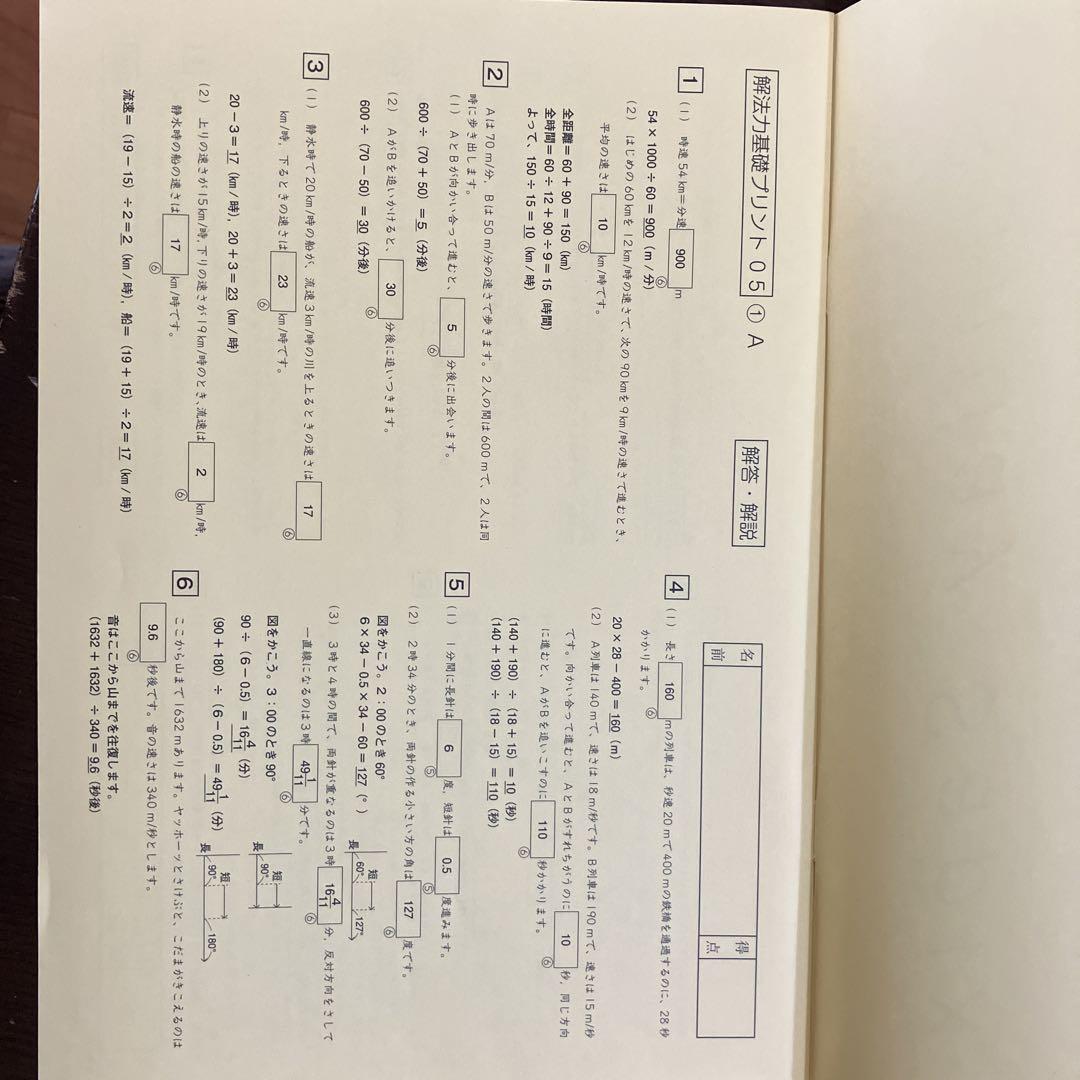 解法力基礎プリント05①A
解答・解説
1 (1) 時速54km=分速 900 m
⑥
54×1000÷60=900 (m/分)
(2) はじめの60kmを12km/時の速さで、次の90kmを9km/時の速さで進むとき、
平均の速さは 10 km/時です。
⑥
全距離=60+90=150 (km)
全時間=60÷12+90÷9=15 (時間)
よって、150÷15=10 (km/時)
2 Aは70m/分、Bは50m/分の速さで歩きます。2人の間は600mで、2人は同
時に歩き出します。
(1) AとBが向かい合って進むと、 5 分後に出会います。
⑥
600÷(70+50)=5 (分後)
(2) AがBを追いかけると、 30 分後に追いつきます。
⑥
600÷(70-50)=30 (分後)
3 (1) 静水時で20km/時の船が、流速3km/時の川を上るときの速さは 17
⑥
km/時、下るときの速さは 23 km/時です。
⑥
20-3=17 (km/時)，20+3=23 (km/時)
(2) 上りの速さが15km/時、下りの速さが19km/時のとき、流速は 2 km/時、
⑥
静水時の船の速さは 17 km/時です。
⑥
流速=(19-15)÷2=2 (km/時)，船=(19+15)÷2=17 (km/時)
名前
得点
4 (1) 長さ 160 mの列車は、秒速20mで400mの鉄橋を通過するのに、28秒
⑥
かかります。
20×28-400=160 (m)
(2) A列車は140mで、速さは18m/秒です。B列車は190mで、速さは15m/秒
です。向かい合って進むと、AとBがすれちがうのに 10 秒、同じ方向
⑥
に進むと、AがBを追いこすのに 110 秒かかります。
⑥
(140+190)÷(18+15)=10 (秒)
(140+190)÷(18-15)=110 (秒)
5 (1) 1分間に長針は 6 度、短針は 0.5 度進みます。
⑤ ⑤
(2) 2時34分のとき、両針の作る小さい方の角は 127 度です。
⑥
図をかこう。2:00のとき60°
6×34-0.5×34-60=127 (°)
長 60° 短 127°
(3) 3時と4時の間で、両針が重なるのは3時 16 4/11 分、反対方向をさして
⑥
一直線になるのは3時 49 1/11 分です。
⑥
図をかこう。3:00のとき90°
90÷(6-0.5)=16 4/11 (分)
長 90° 短
(90+180)÷(6-0.5)=49 1/11 (分)
長 90° 短 180°
6 ここから山まで1632mあります。ヤッホーッとさけぶと、こだまがきこえるのは
9.6 秒後です。音の速さは340m/秒とします。
⑥
音はここから山までを往復します。
(1632+1632)÷340=9.6 (秒後)